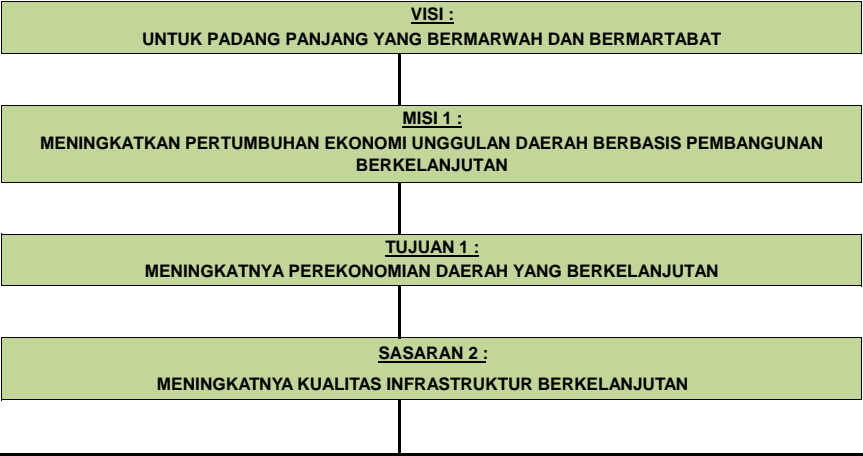 VISI :
UNTUK PADANG PANJANG YANG BERMARWAH DAN BERMARTABAT
MISI 1 :
MENINGKATKAN PERTUMBUHAN EKONOMI UNGGULAN DAERAH BERBASIS PEMBANGUNAN
BERKELANJUTAN
TUJUAN 1 :
MENINGKATNYA PEREKONOMIAN DAERAH YANG BERKELANJUTAN
SASARAN 2 :
MENINGKATNYA KUALITAS INFRASTRUKTUR BERKELANJUTAN